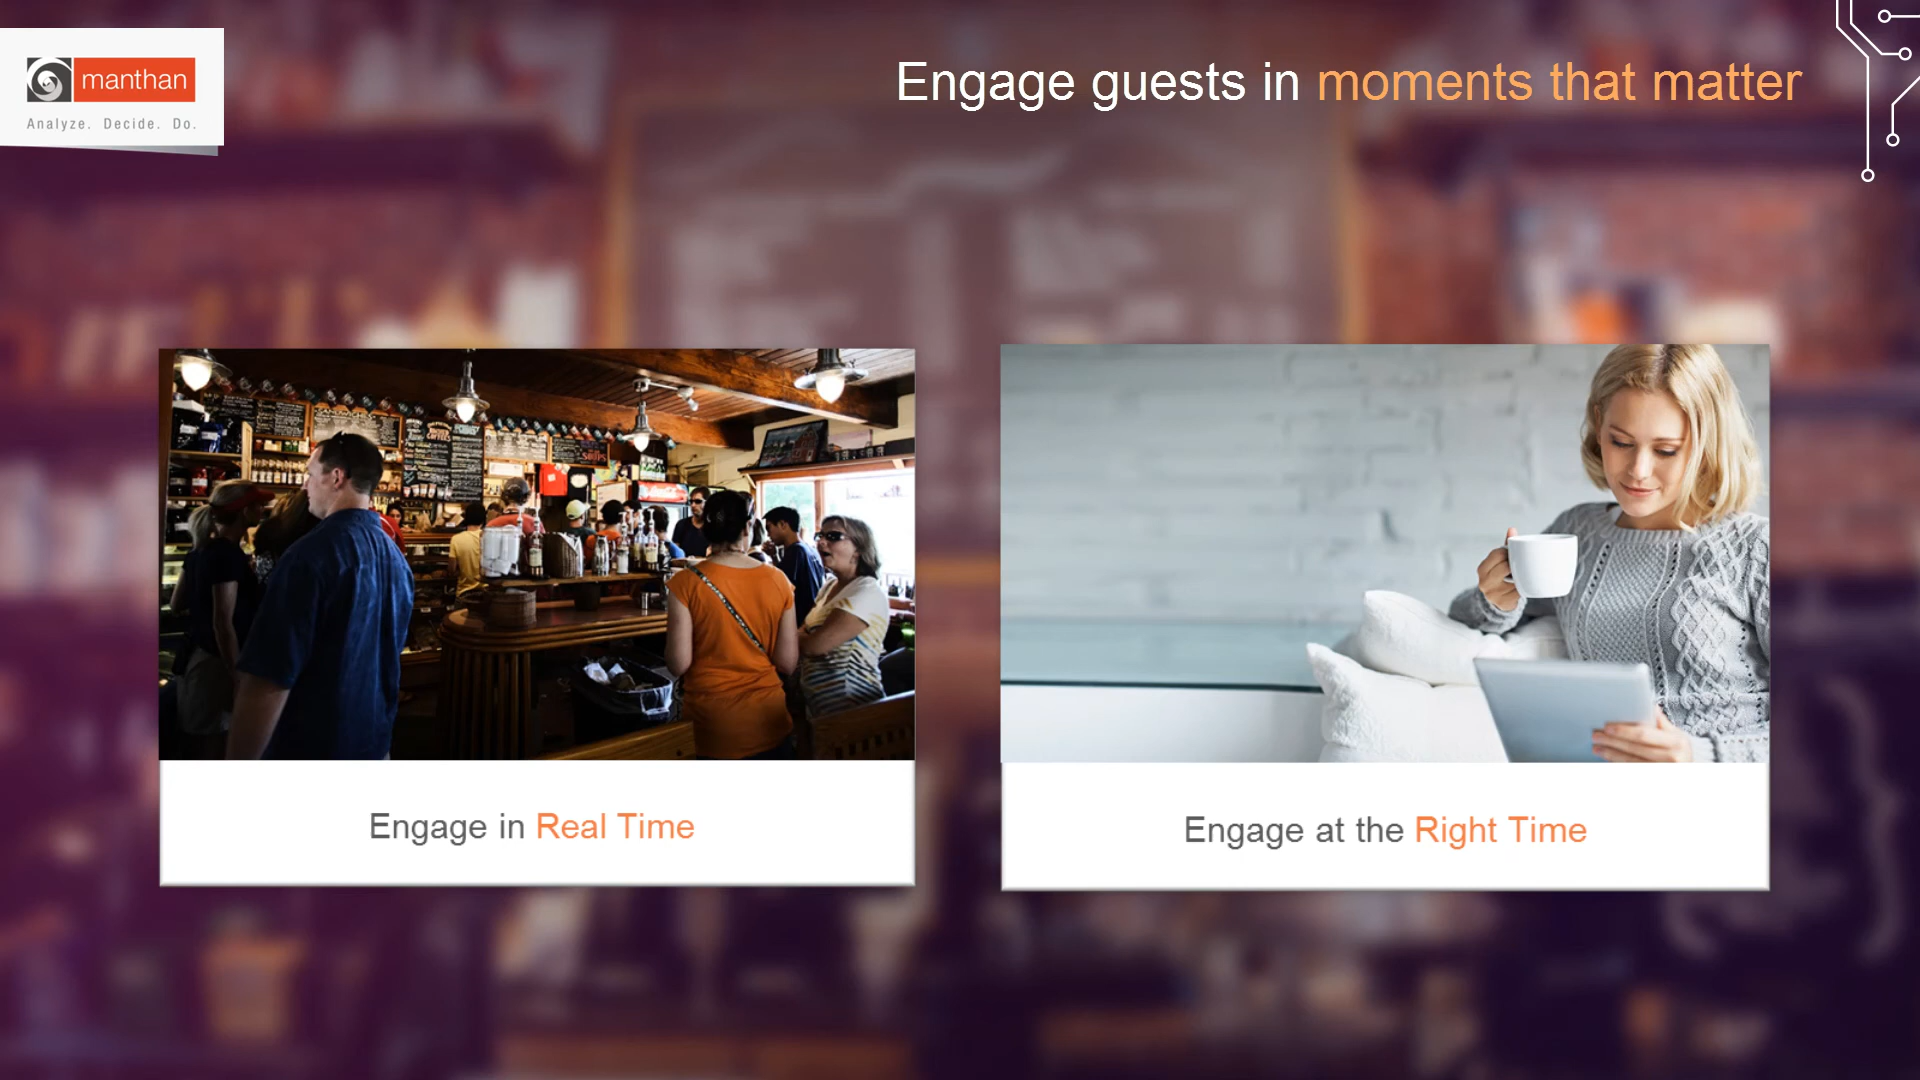 manthan
Analyze. Decide. Do.
Engage guests in moments that matter
SOUPS
Engage in Real Time
Engage at the Right Time